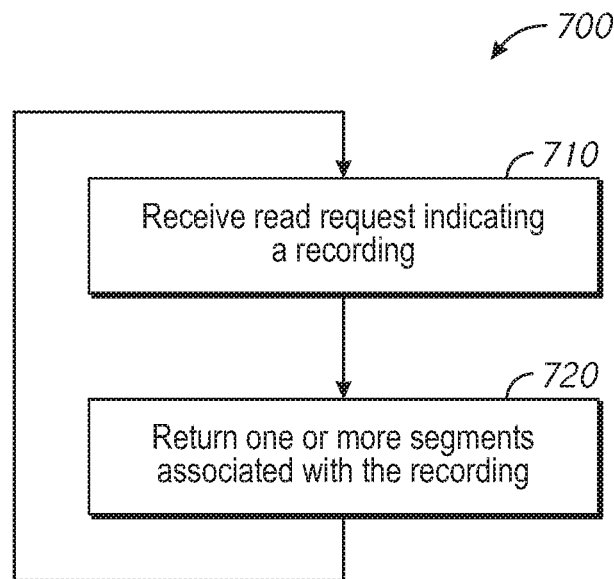 700
710
Receive read request indicating
a recording
720
Return one or more segments
associated with the recording